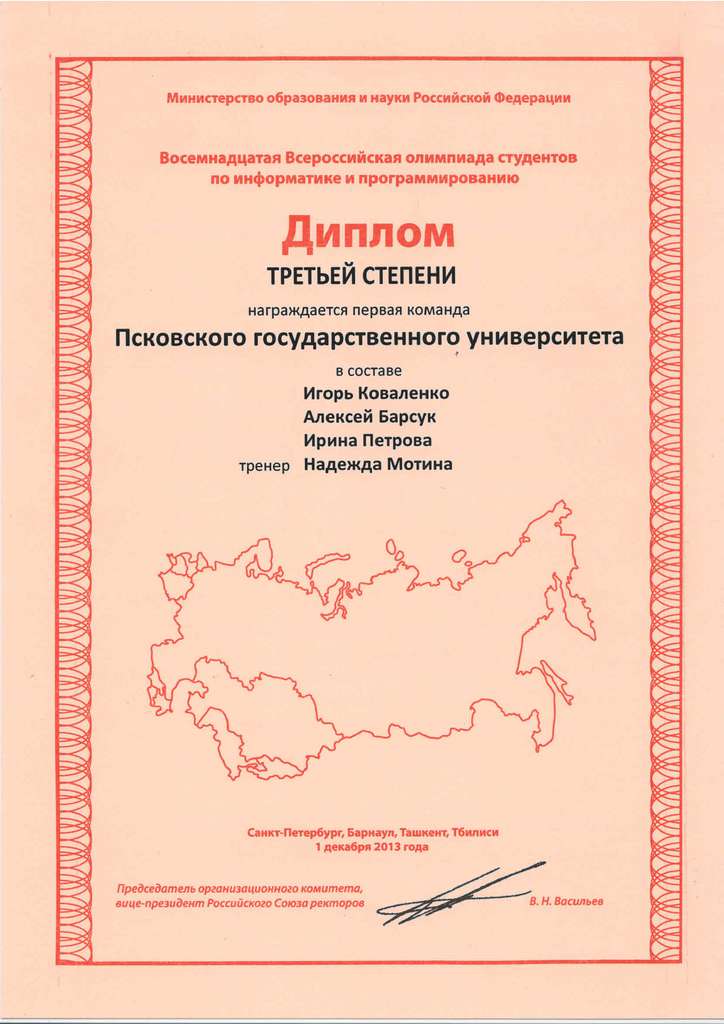 Министерство образования и науки Российской Федерации
Восемнадцатая Всероссийская олимпиада студентов
по информатике и программированию
Диплом
ТРЕТЬЕЙ СТЕПЕНИ
награждается первая команда
Псковского государственного университета
в составе
Игорь Коваленко
Алексей Барсук
Ирина Петрова
тренер Надежда Мотина
Санкт-Петербург, Барнаул, Ташкент, Тбилиси
1 декабря 2013 года
Председатель организационного комитета,
вице-президент Российского Союза ректоров
В. Н. Васильев